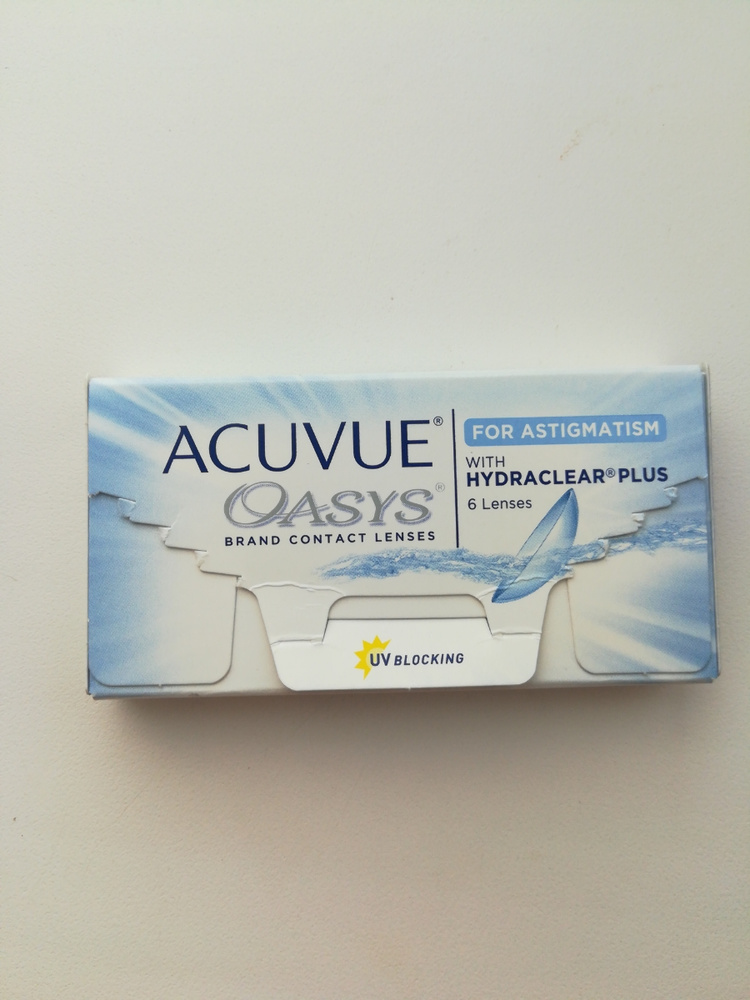 ACUVUE®
OASYS®
BRAND CONTACT LENSES
FOR ASTIGMATISM
WITH
HYDRACLEAR® PLUS
6 Lenses
UV BLOCKING